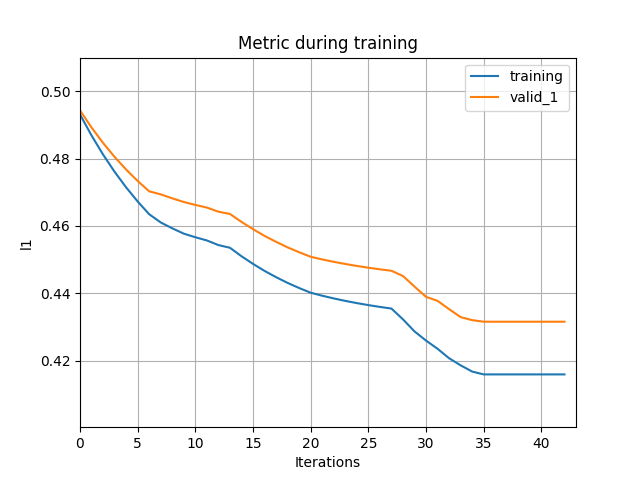 Metric during training
training
valid_1
0.50
0.48
0.46
0.44
0.42
l1
0 5 10 15 20 25 30 35 40
Iterations